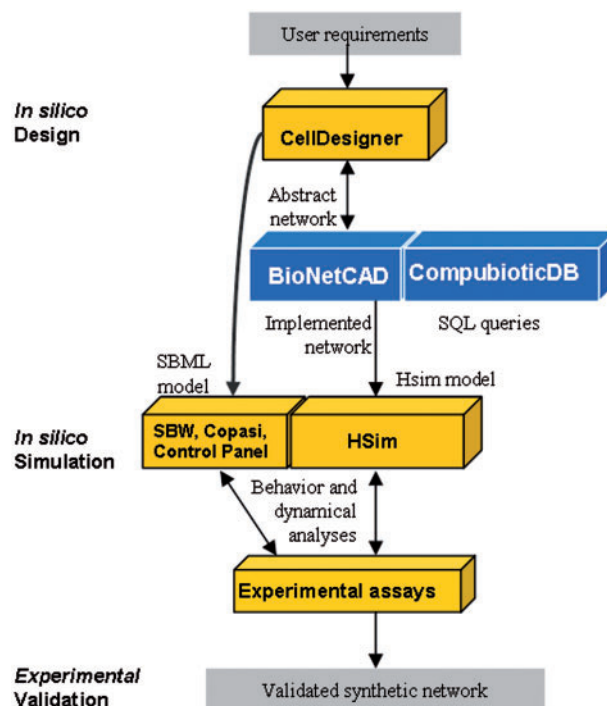 User requirements
In silico
Design
CellDesigner
Abstract
network
BioNetCAD
CompubioticDB
Implemented
network
SQL queries
SBML
model
Hsim model
In silico
Simulation
SBW, Copasi,
Control Panel
HSim
Behavior and
dynamical
analyses
Experimental assays
Experimental
Validation
Validated synthetic network